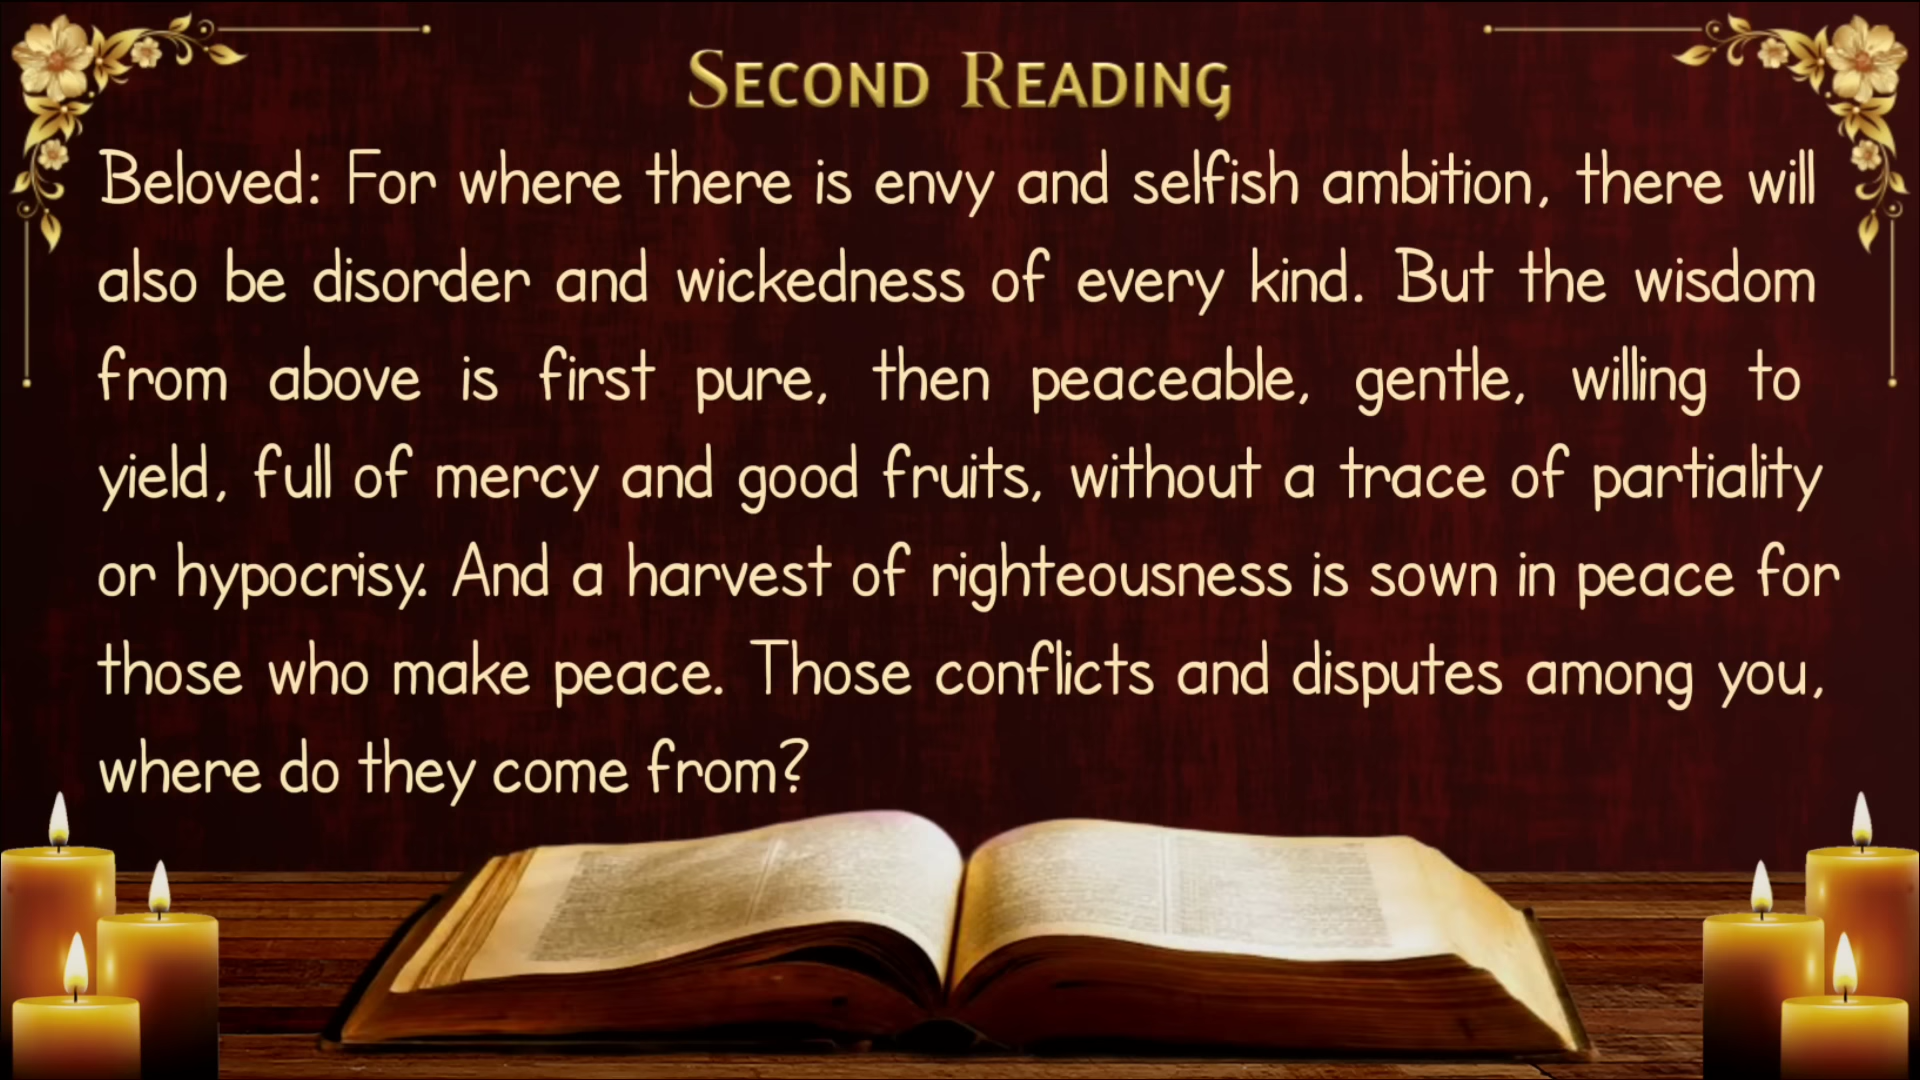 SECOND READING
Beloved: For where there is envy and selfish ambition, there will
also be disorder and wickedness of every kind. But the wisdom
from above is first pure, then peaceable, gentle, willing to
yield, full of mercy and good fruits, without a trace of partiality
or hypocrisy. And a harvest of righteousness is sown in peace for
those who make peace. Those conflicts and disputes among you,
where do they come from?